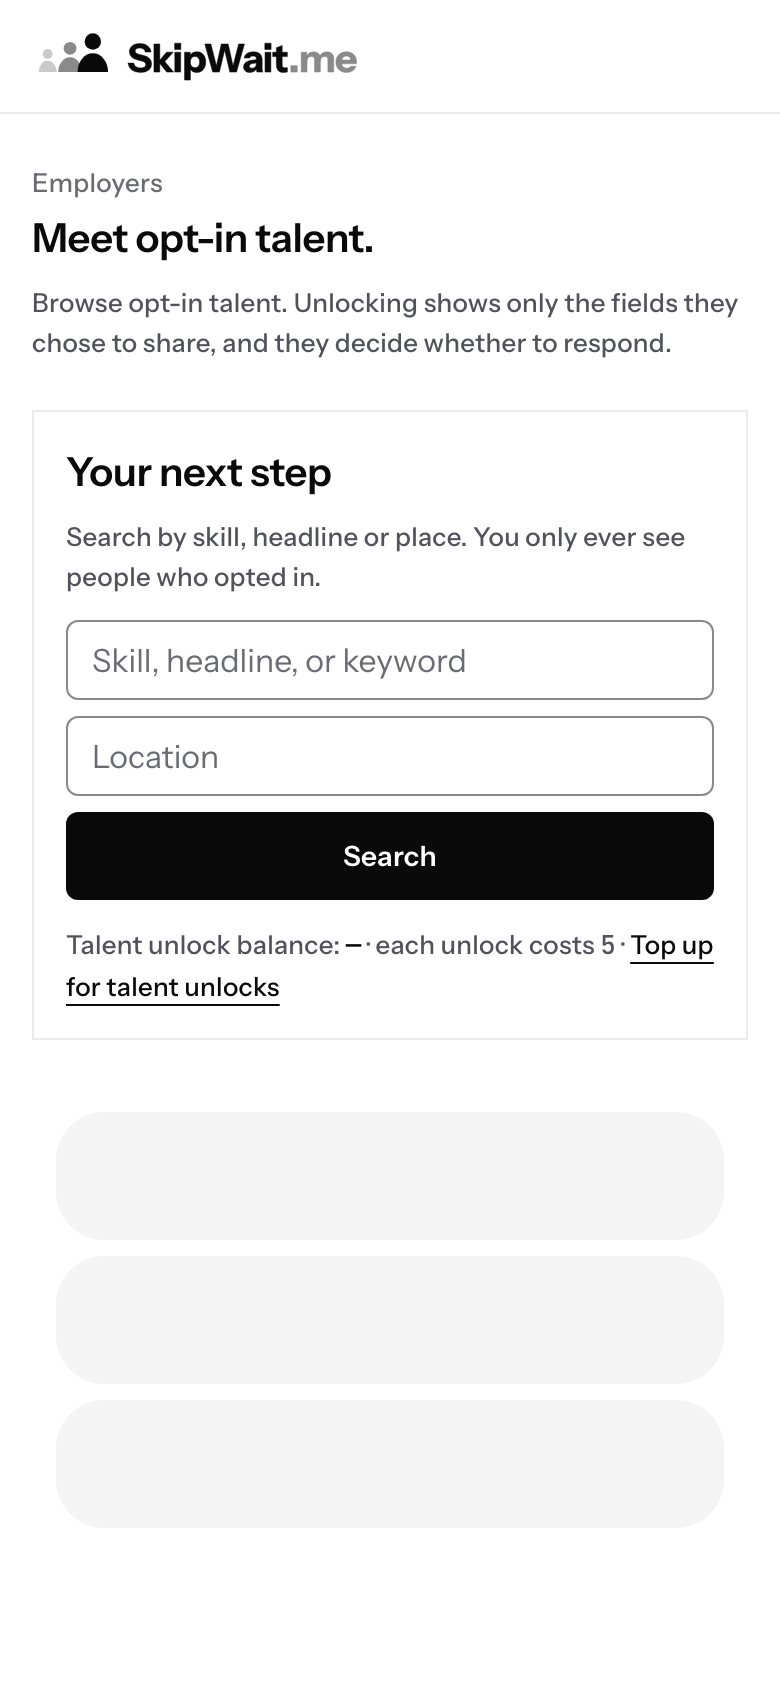 SkipWait.me
Employers
Meet opt-in talent.
Browse opt-in talent. Unlocking shows only the fields they
chose to share, and they decide whether to respond.
Your next step
Search by skill, headline or place. You only ever see
people who opted in.
Skill, headline, or keyword
Location
Search
Talent unlock balance: – · each unlock costs 5 · Top up
for talent unlocks